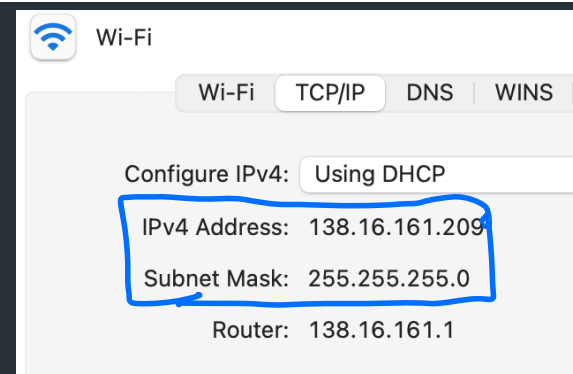 Wi-Fi
Wi-Fi TCP/IP DNS WINS
Configure IPv4: Using DHCP
IPv4 Address: 138.16.161.209
Subnet Mask: 255.255.255.0
Router: 138.16.161.1